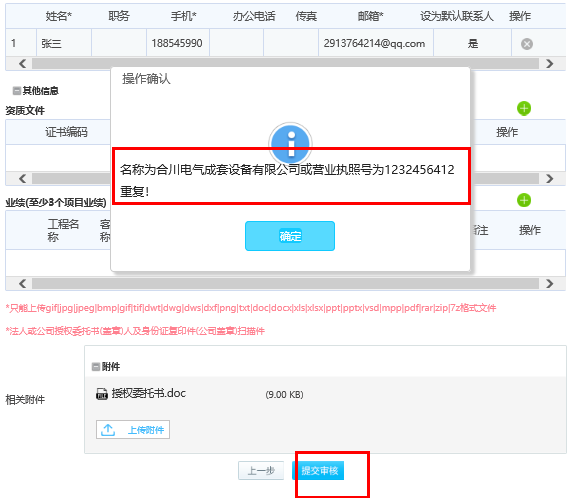 姓名* 职务 手机* 办公电话 传真 邮箱* 设为默认联系人 操作
1 张三 188545990 2913764214@qq.com 是
操作确认
其他信息
资质文件
证书编码 操作
名称为合川电气成套设备有限公司或营业执照号为1232456412
重复!
业绩(至少3个项目业绩)
工程名
称
客
称
注 操作
确定
*只能上传gif|jpg|jpeg|bmp|gif|tif|dwt|dwg|dws|dxf|png|txt|doc|docx|xls|xlsx|ppt|pptx|vsd|mpp|pdf|rar|zip|7z格式文件
*法人或公司授权委托书(盖章)人及身份证复印件(公司盖章)扫描件
附件
相关附件
授权委托书.doc (9.00 KB)
上传附件
上一步 提交审核